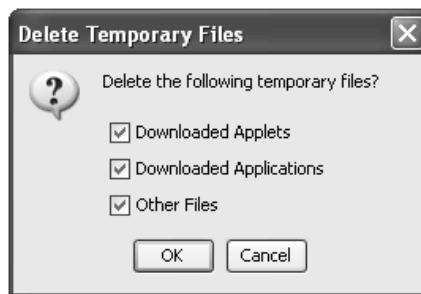 Delete Temporary Files
Delete the following temporary files?
Downloaded Applets
Downloaded Applications
Other Files
OK Cancel